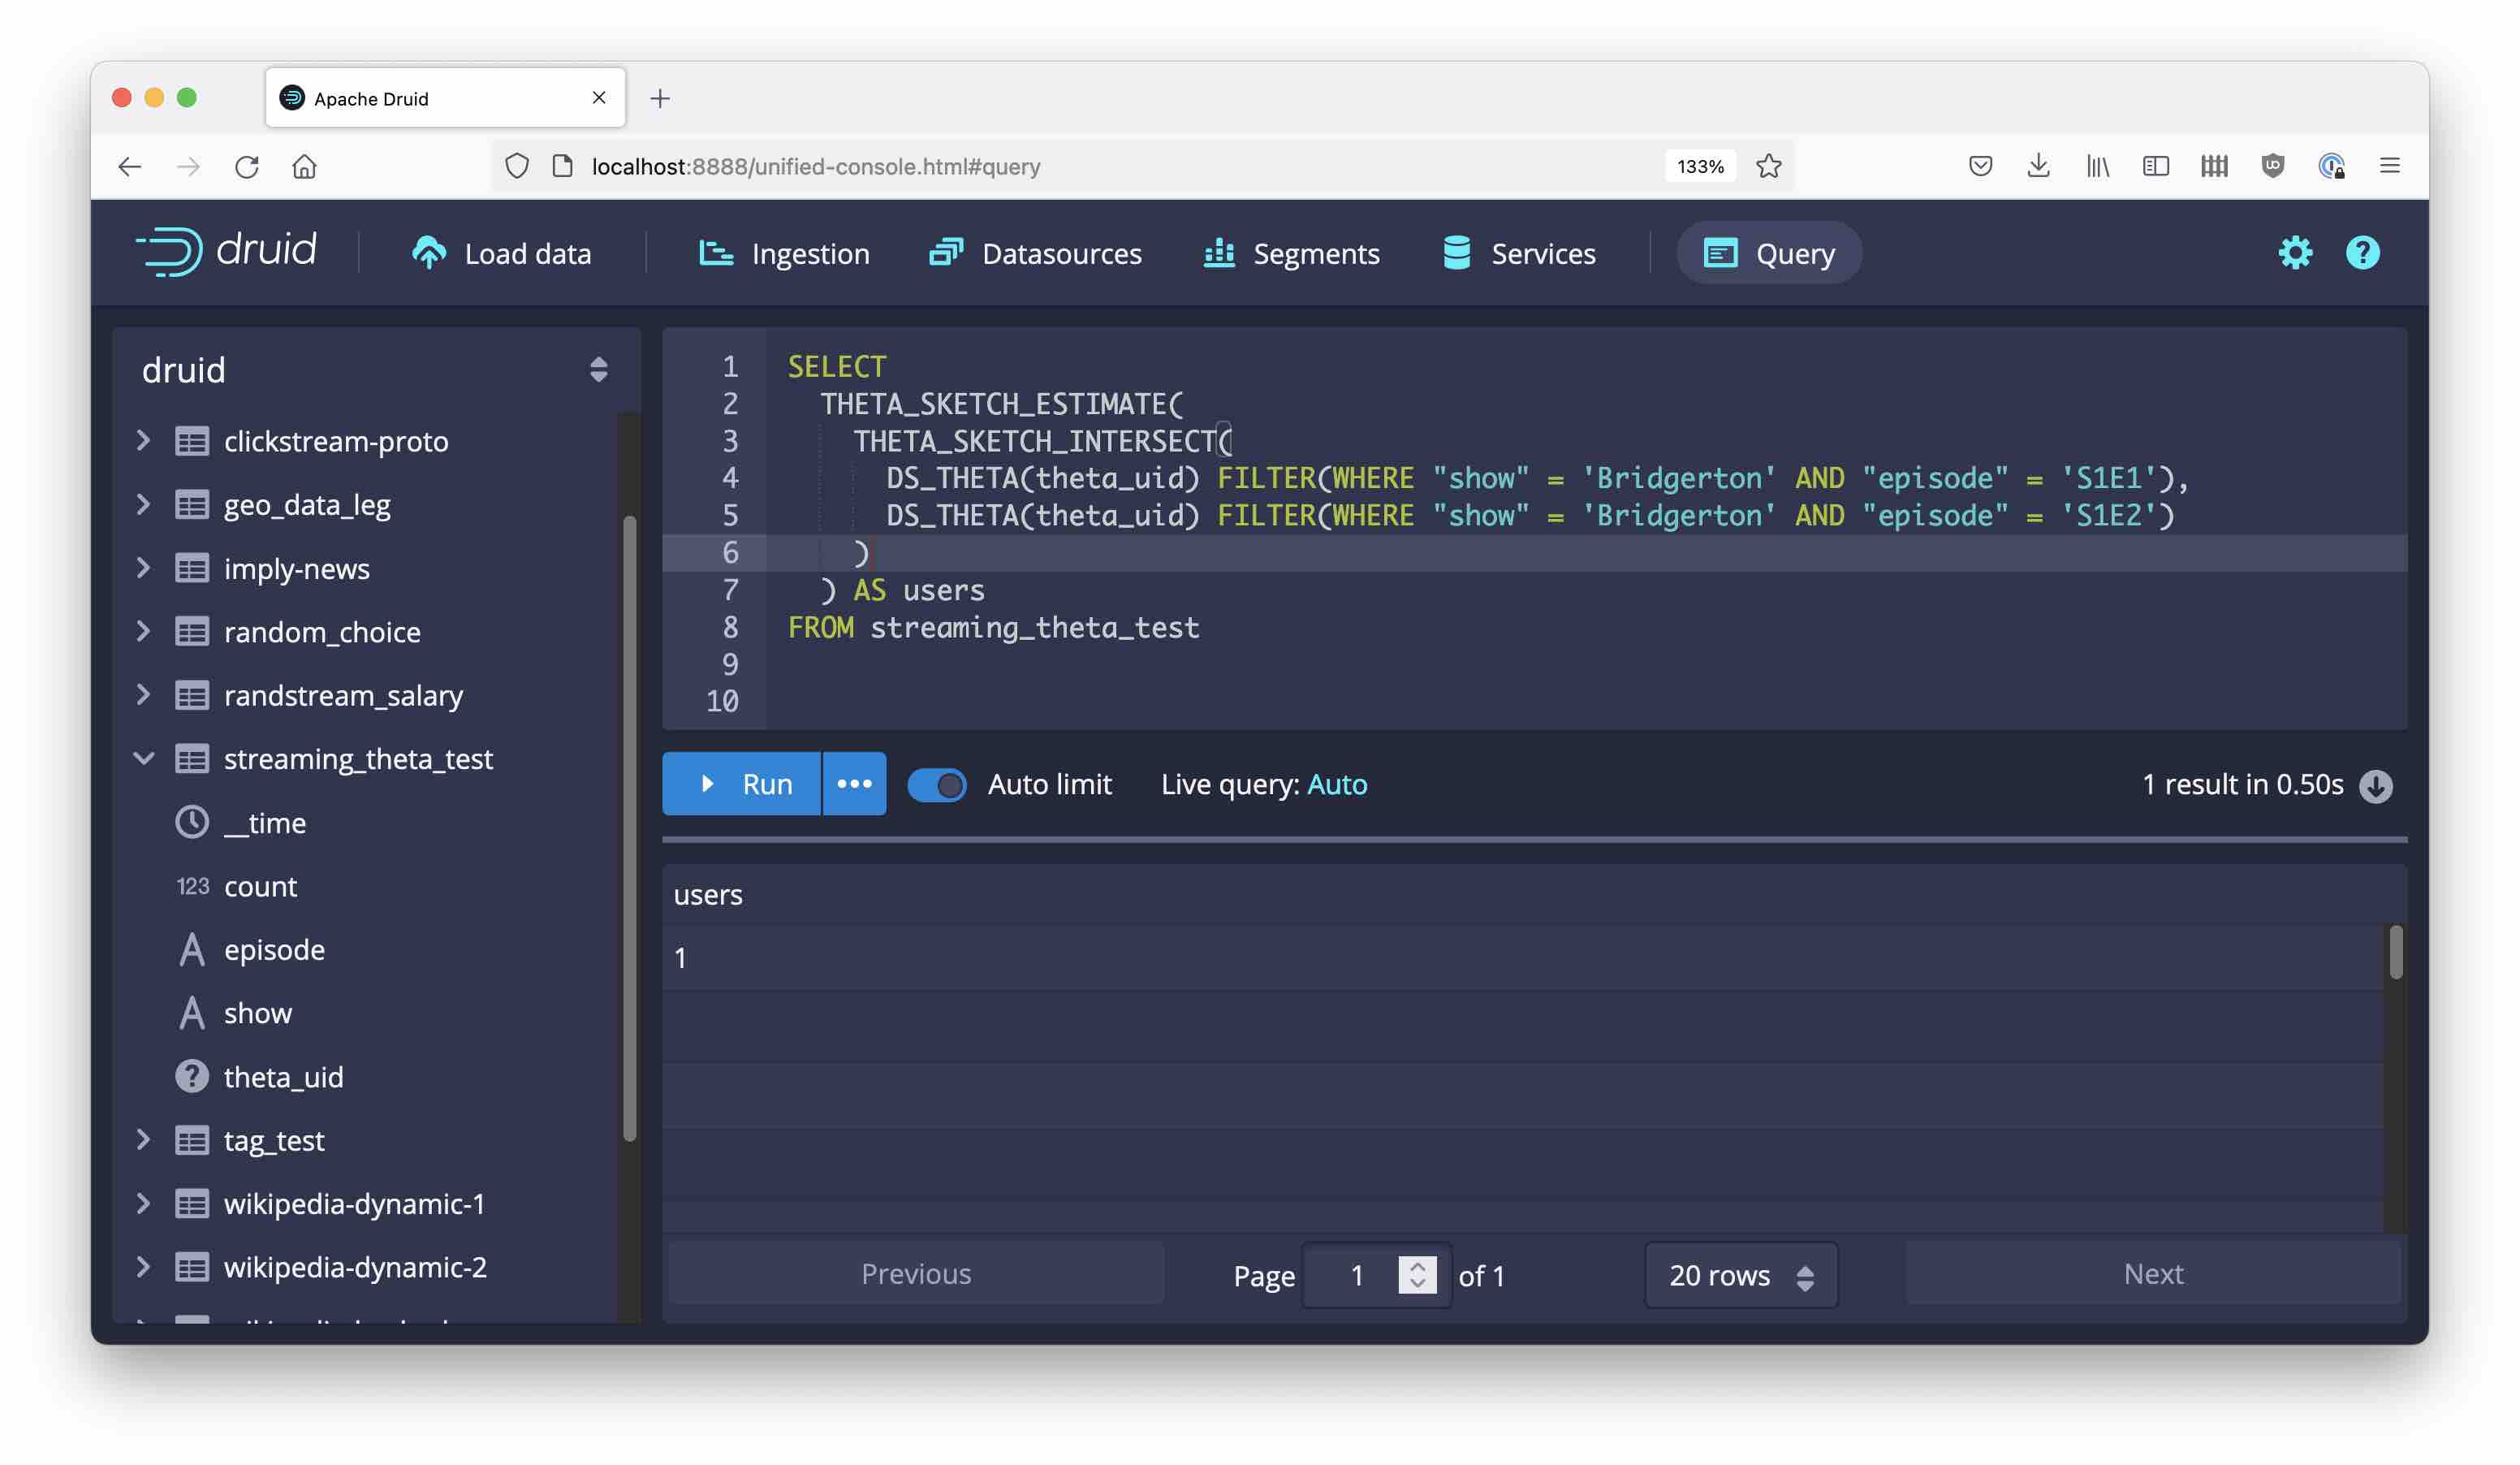 Apache Druid
localhost:8888/unified-console.html#query
133%
druid
Load data
Ingestion
Datasources
Segments
Services
Query
druid
clickstream-proto
geo_data_leg
imply-news
random_choice
randstream_salary
streaming_theta_test
__time
123 count
episode
show
theta_uid
tag_test
wikipedia-dynamic-1
wikipedia-dynamic-2
1 SELECT
2 THETA_SKETCH_ESTIMATE(
3 THETA_SKETCH_INTERSECT(
4 DS_THETA(theta_uid) FILTER(WHERE "show" = 'Bridgerton' AND "episode" = 'S1E1'),
5 DS_THETA(theta_uid) FILTER(WHERE "show" = 'Bridgerton' AND "episode" = 'S1E2')
6 )
7 ) AS users
8 FROM streaming_theta_test
9
10
Run
Auto limit
Live query: Auto
1 result in 0.50s
users
1
Previous
Page 1 of 1
20 rows
Next